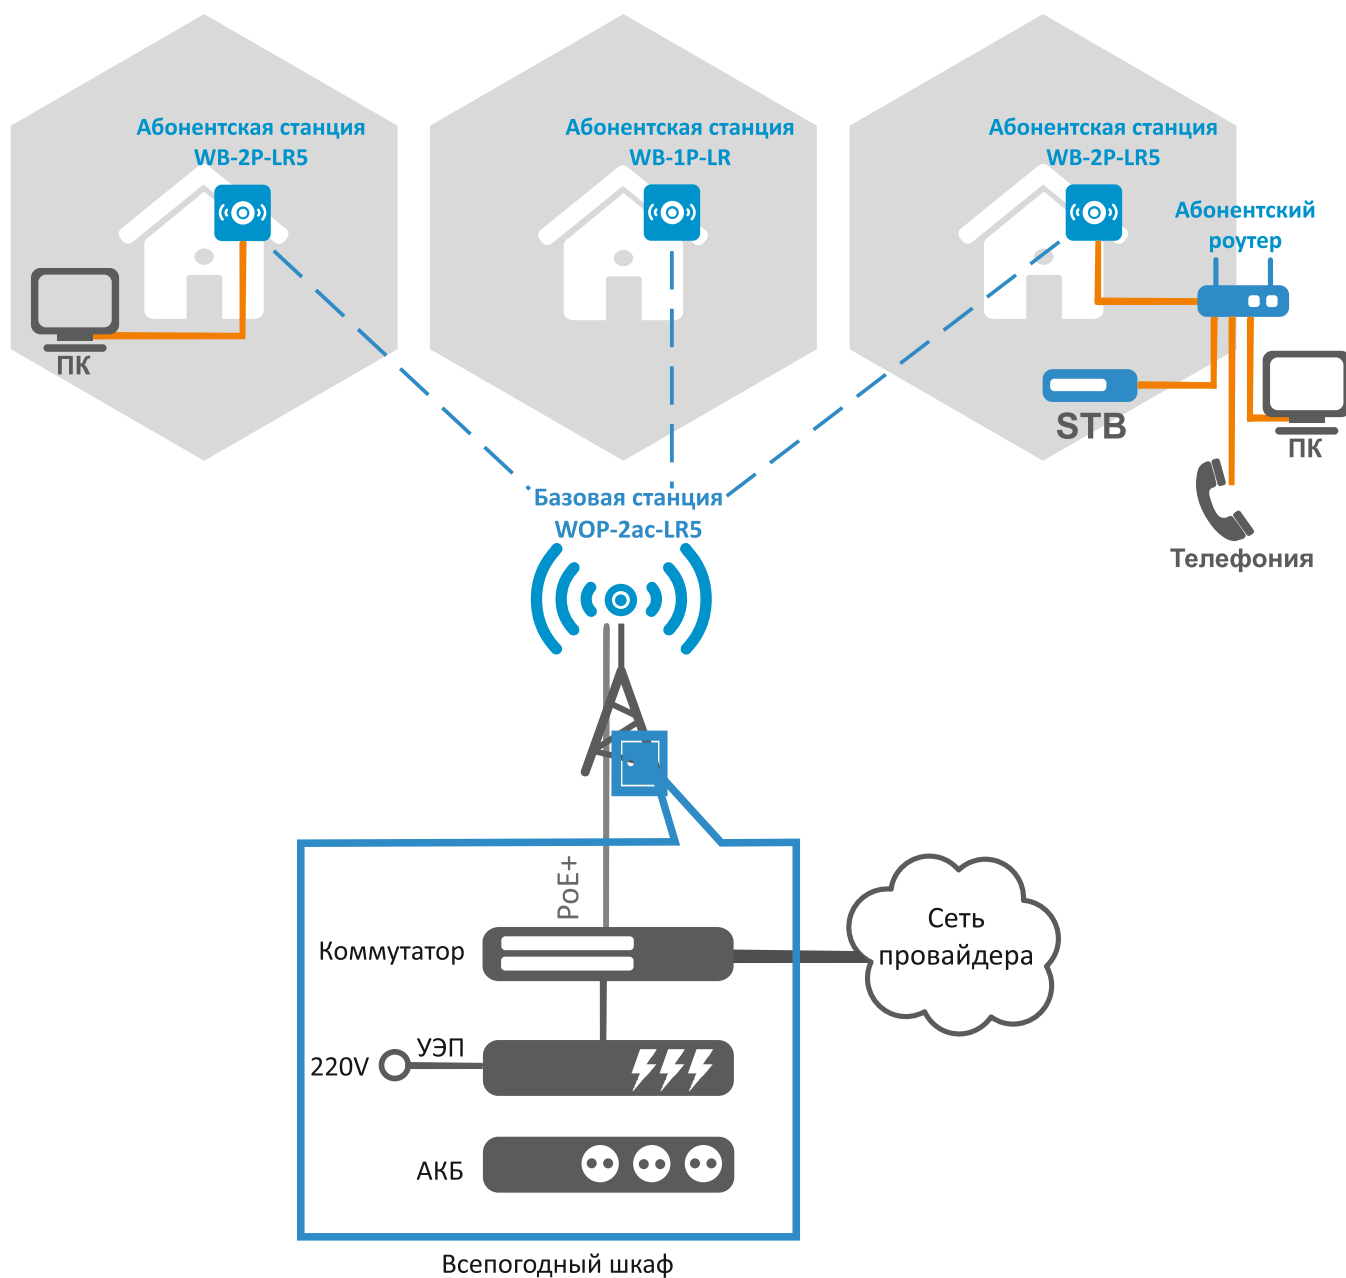 Абонентская станция
WB-2P-LR5
Абонентская станция
WB-1P-LR
Абонентская станция
WB-2P-LR5
Абонентский
роутер
ПК
STB
ПК
Телефония
Базовая станция
WOP-2ac-LR5
PoE+
Коммутатор
Сеть
провайдера
УЭП
220V
АКБ
Всепогодный шкаф